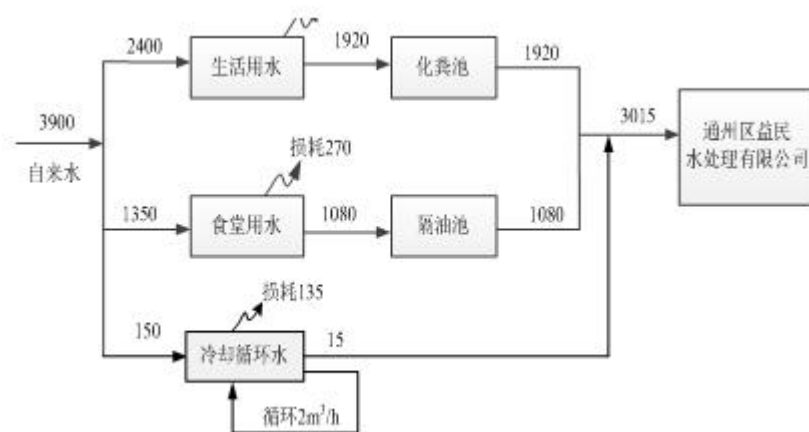 2400
生活用水
1920
化粪池
1920
3900
自来水
3015
通州区益民
水处理有限公司
损耗270
1350
食堂用水
1080
隔油池
1080
损耗135
150
冷却循环水
15
循环2m³/h